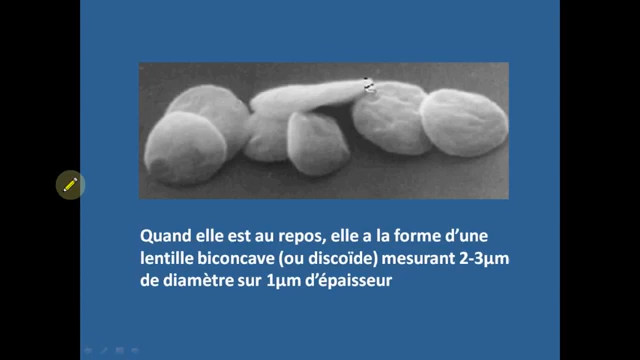 Quand elle est au repos, elle a la forme d’une
lentille biconcave (ou discoïde) mesurant 2-3µm
de diamètre sur 1µm d’épaisseur